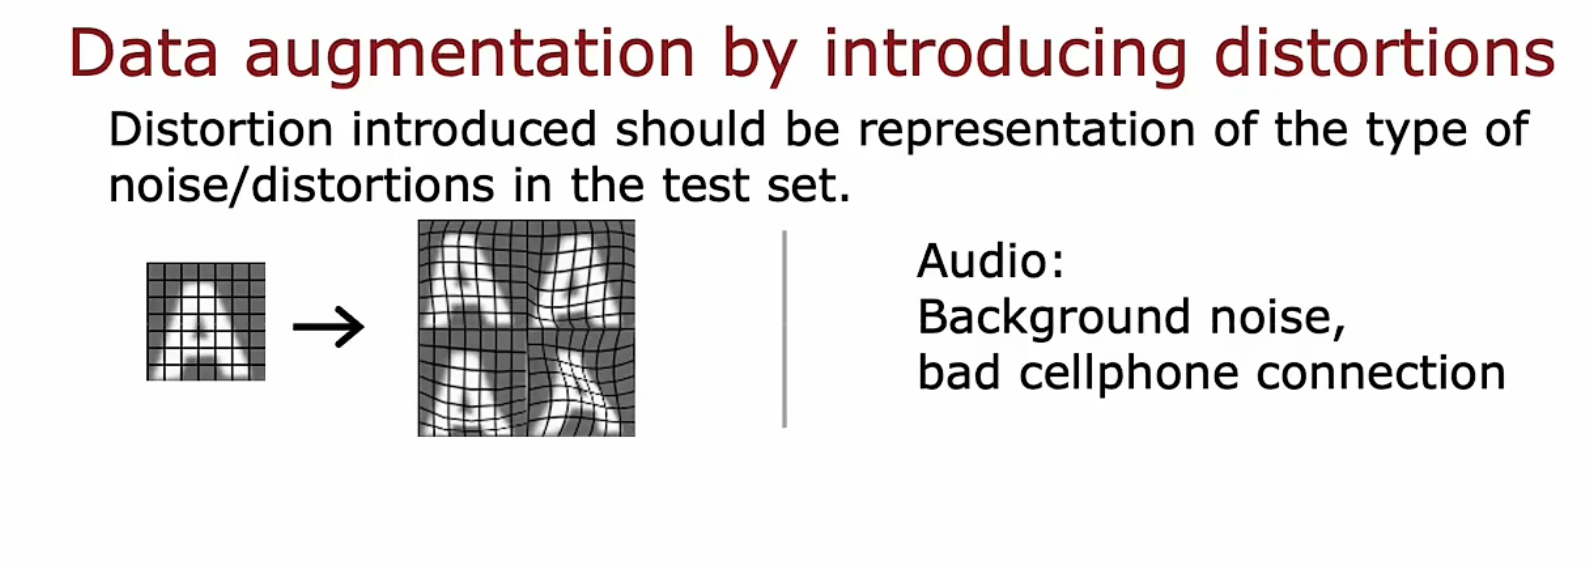 Data augmentation by introducing distortions
Distortion introduced should be representation of the type of
noise/distortions in the test set.
A
A
A
A
A
Audio:
Background noise,
bad cellphone connection